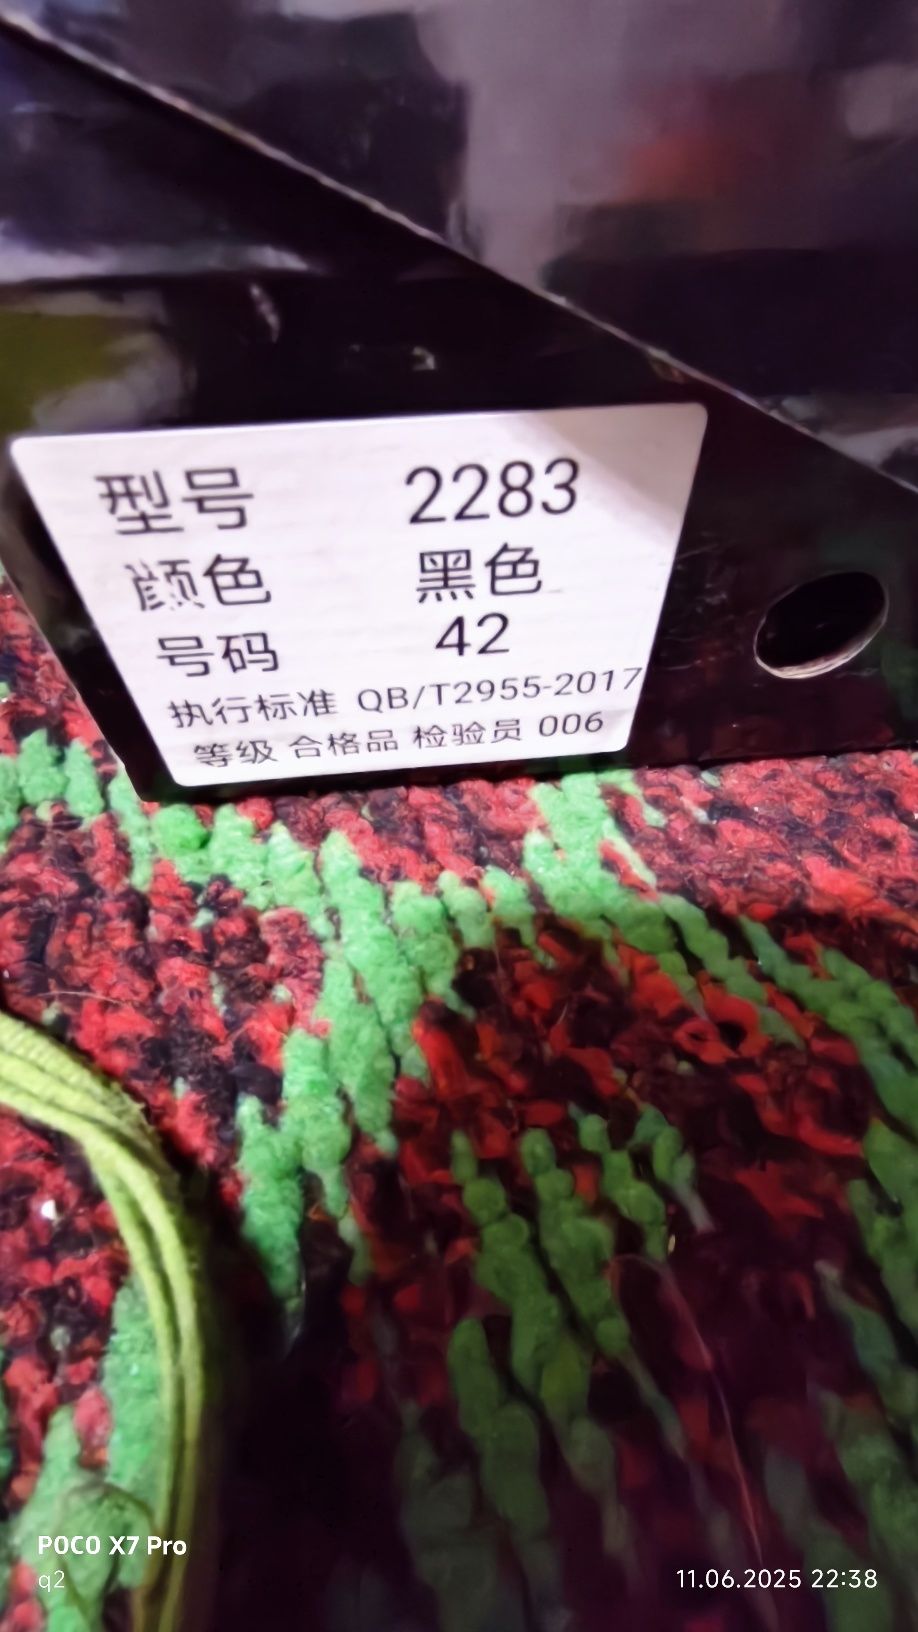 型号 2283
颜色 黑色
号码 42
执行标准 QB/T2955-2017
等级 合格品 检验员 006
POCO X7 Pro
q2
11.06.2025 22:38